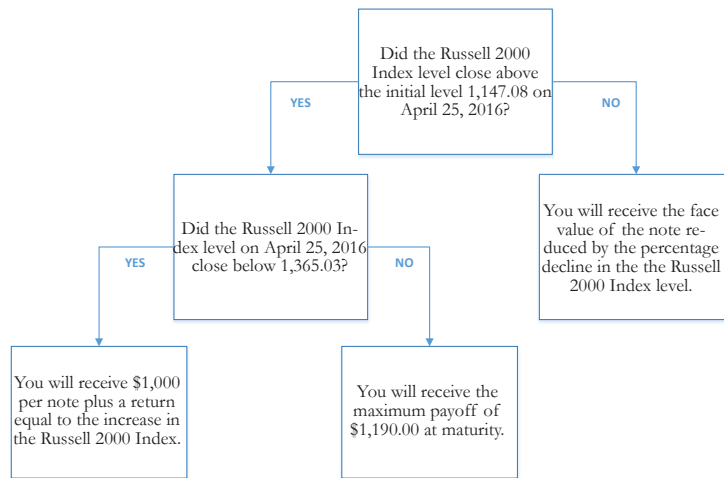 Did the Russell 2000
Index level close above
the initial level 1,147.08 on
April 25, 2016?
YES
NO
Did the Russell 2000 In-
dex level on April 25, 2016
close below 1,365.03?
You will receive the face
value of the note re-
duced by the percentage
decline in the the Russell
2000 Index level.
YES
NO
You will receive $1,000
per note plus a return
equal to the increase in
the Russell 2000 Index.
You will receive the
maximum payoff of
$1,190.00 at maturity.